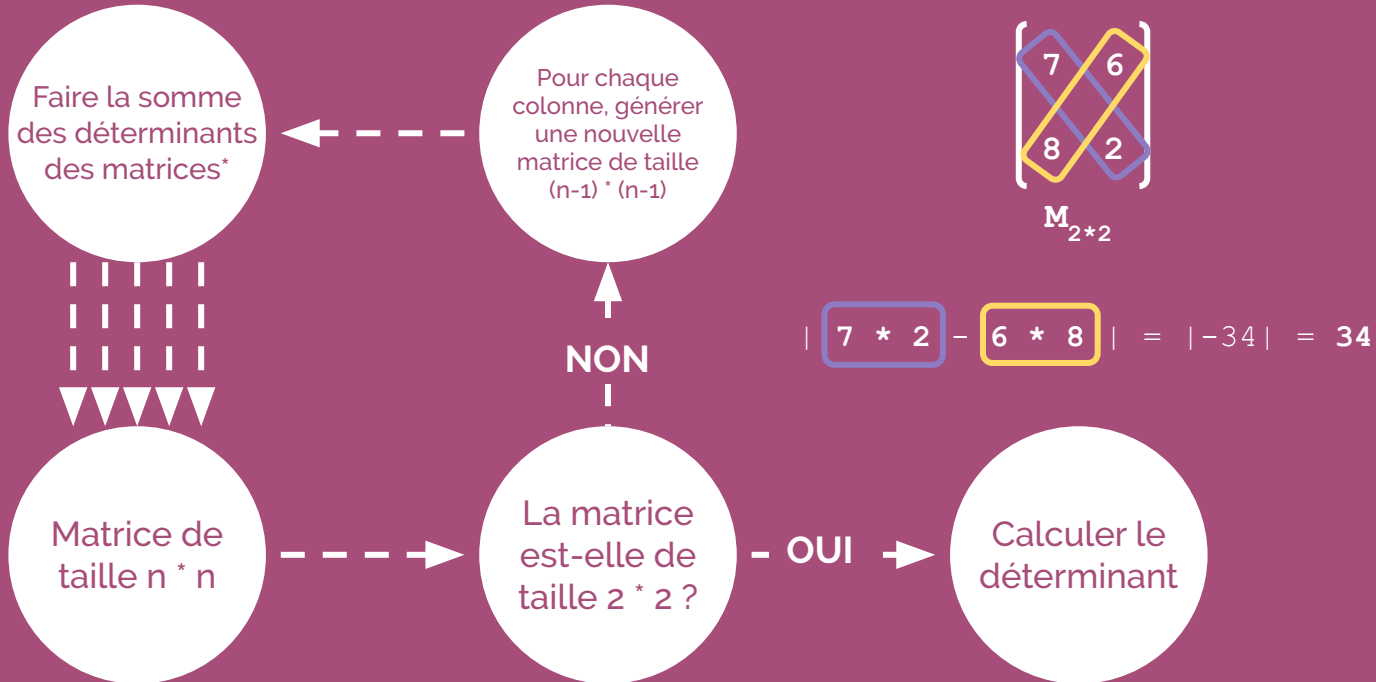 Faire la somme
des déterminants
des matrices*
Pour chaque
colonne, générer
une nouvelle
matrice de taille
(n-1) * (n-1)
7 6
8 2
M2*2
| 7 * 2 - 6 * 8 | = |-34| = 34
NON
Matrice de
taille n * n
La matrice
est-elle de
taille 2 * 2 ?
OUI
Calculer le
déterminant